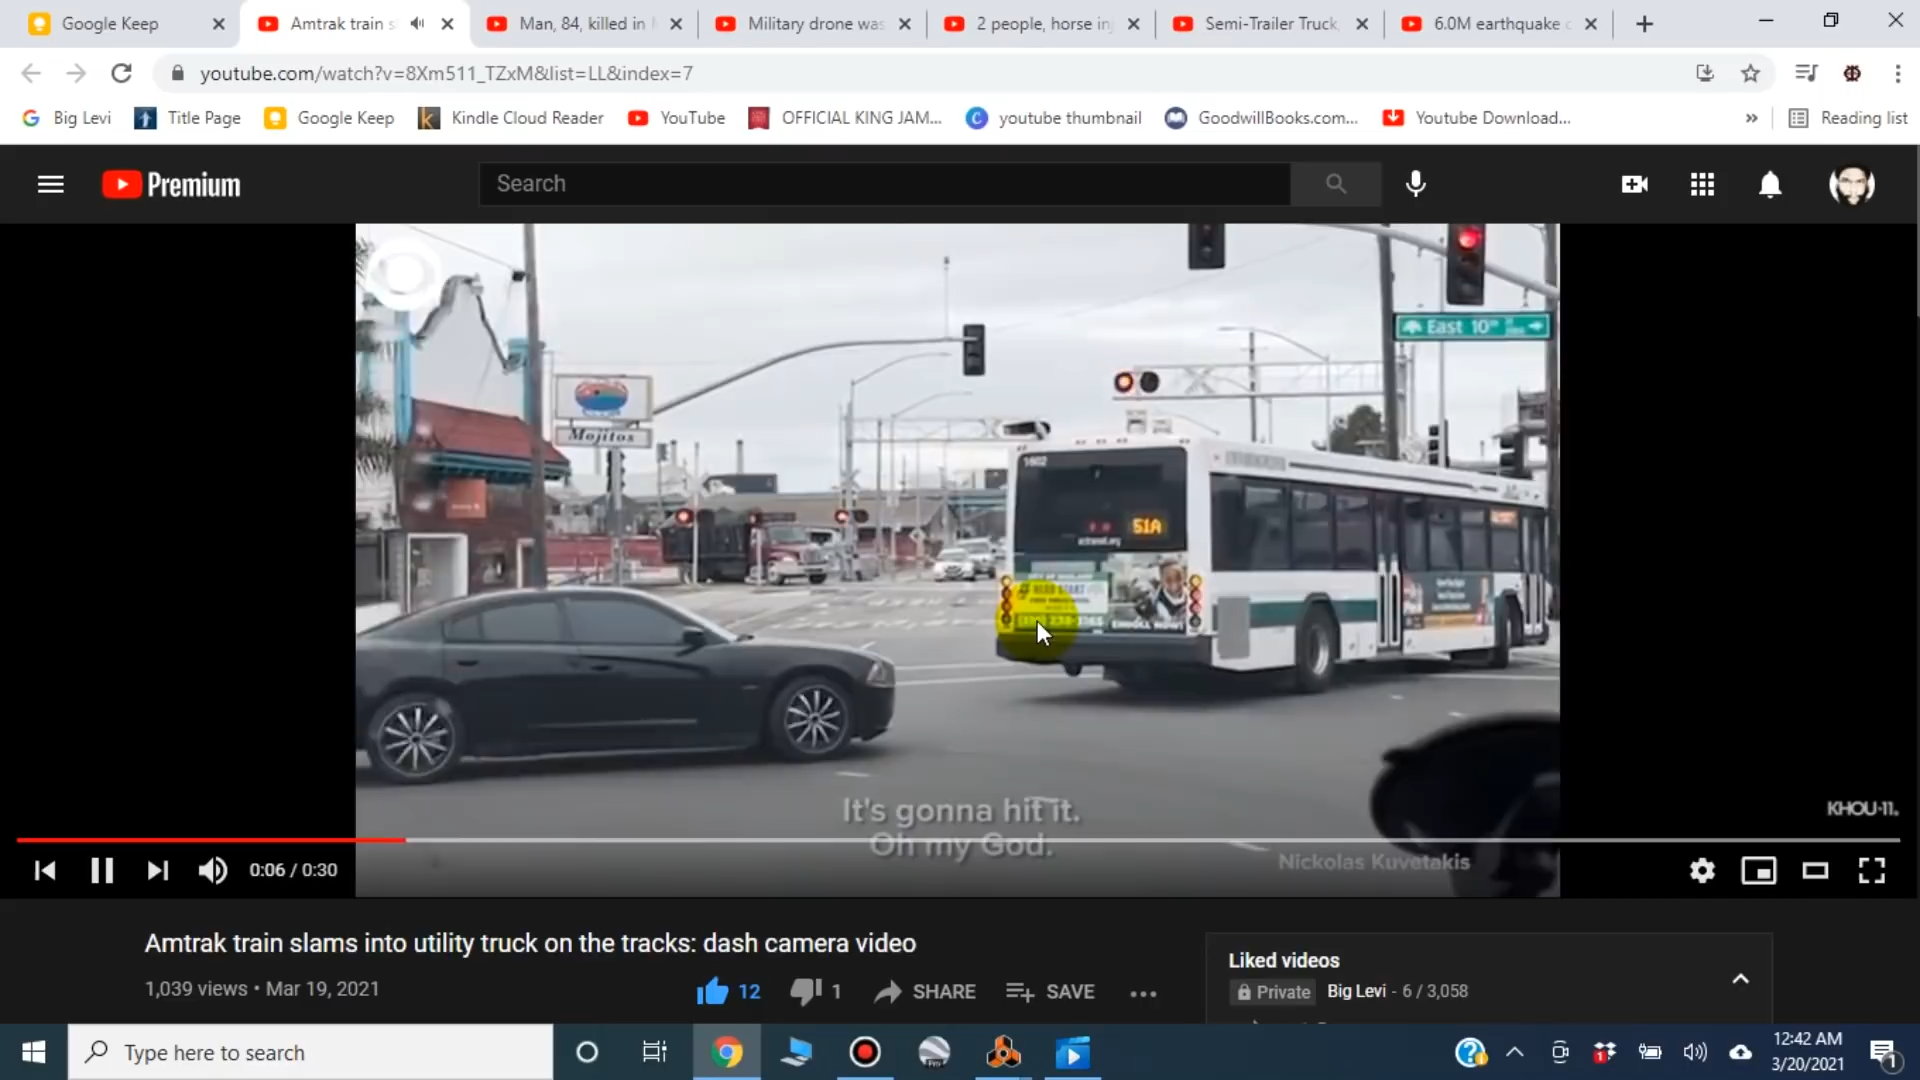 Google Keep
Amtrak train s
Man, 84, killed in
Military drone was
2 people, horse inj
Semi-Trailer Truck
6.0M earthquake
youtube.com/watch?v=8Xm511_TZxM&list=LL&index=7
Big Levi
Title Page
Google Keep
Kindle Cloud Reader
YouTube
OFFICIAL KING JAM...
youtube thumbnail
GoodwillBooks.com...
Youtube Download...
»
Reading list
Premium
Search
East 10th
Mojitos
1602
51A
It's gonna hit it.
Oh my God.
KHOU·11.
Nickolas Kuvetakis
0:06 / 0:30
Amtrak train slams into utility truck on the tracks: dash camera video
1,039 views • Mar 19, 2021
12
1
SHARE
SAVE
Liked videos
Private Big Levi - 6 / 3,058
Type here to search
12:42 AM
3/20/2021
1